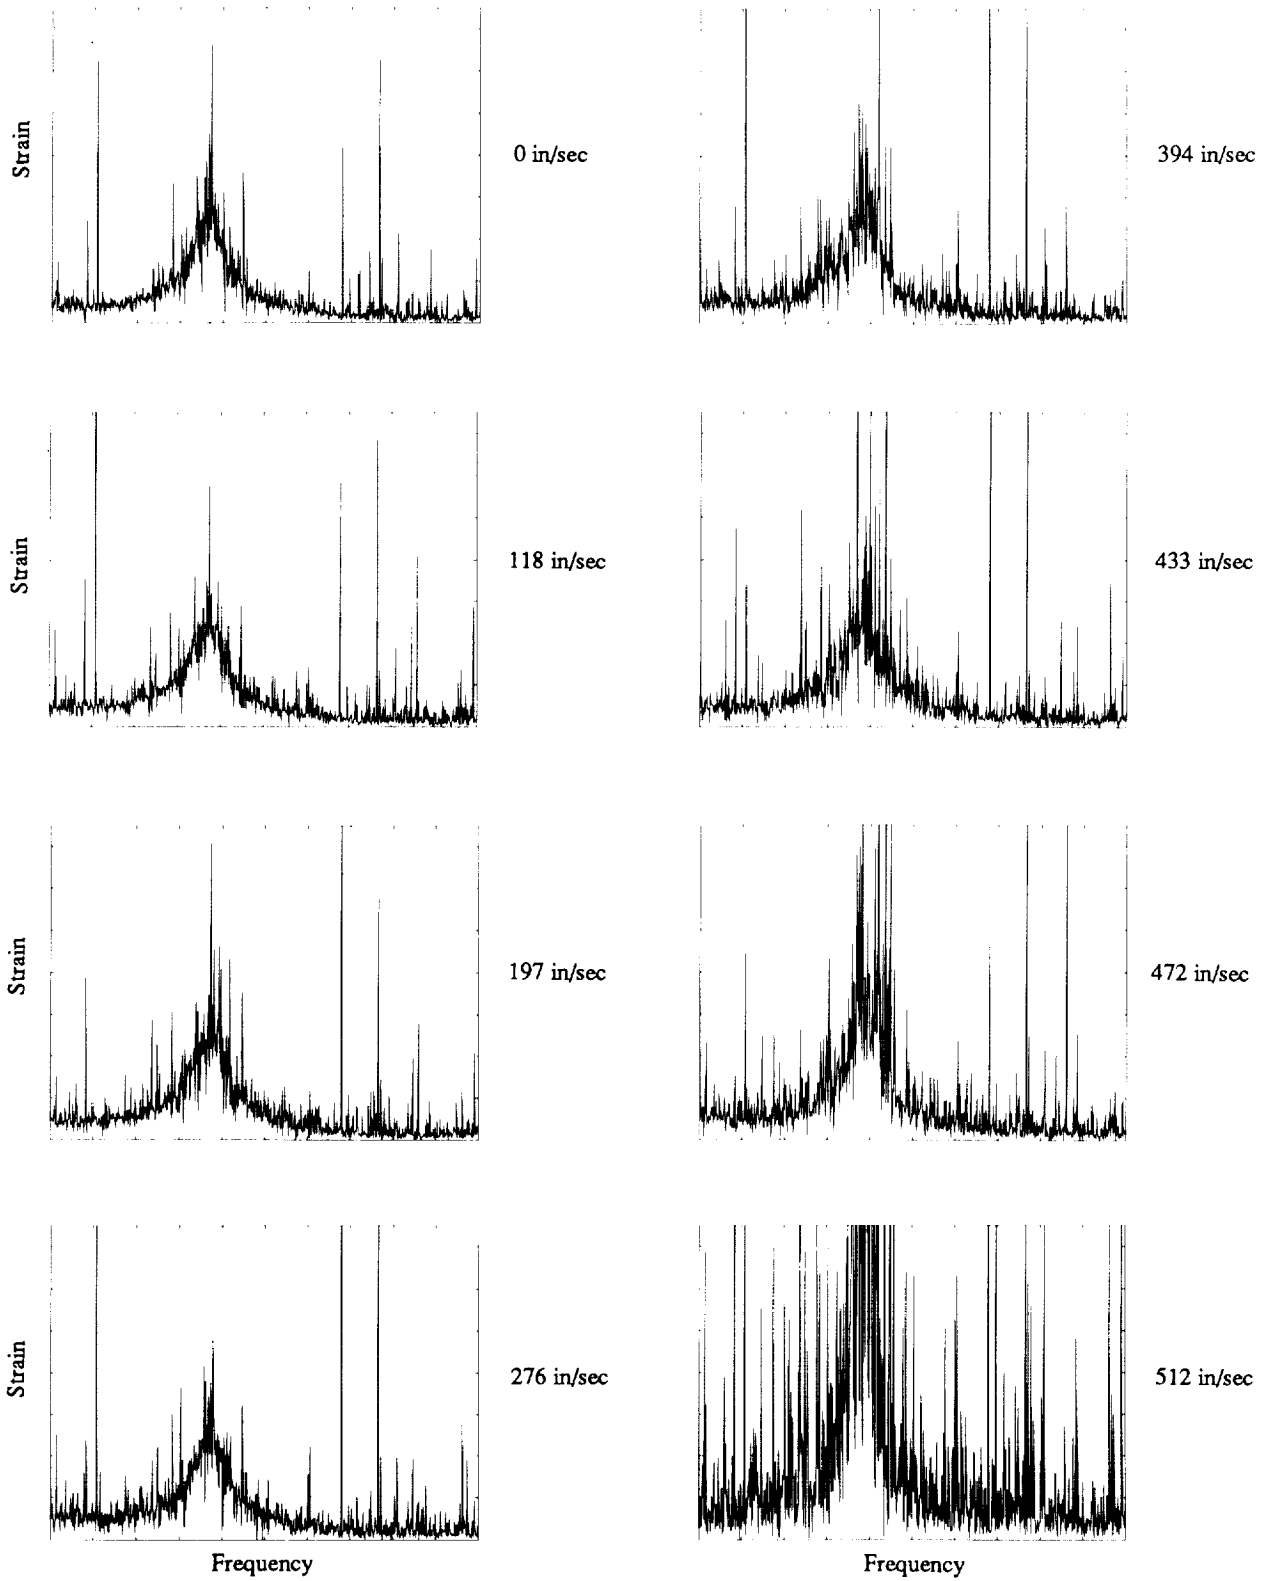 Strain
0 in/sec
394 in/sec
Strain
118 in/sec
433 in/sec
Strain
197 in/sec
472 in/sec
Strain
276 in/sec
512 in/sec
Frequency
Frequency